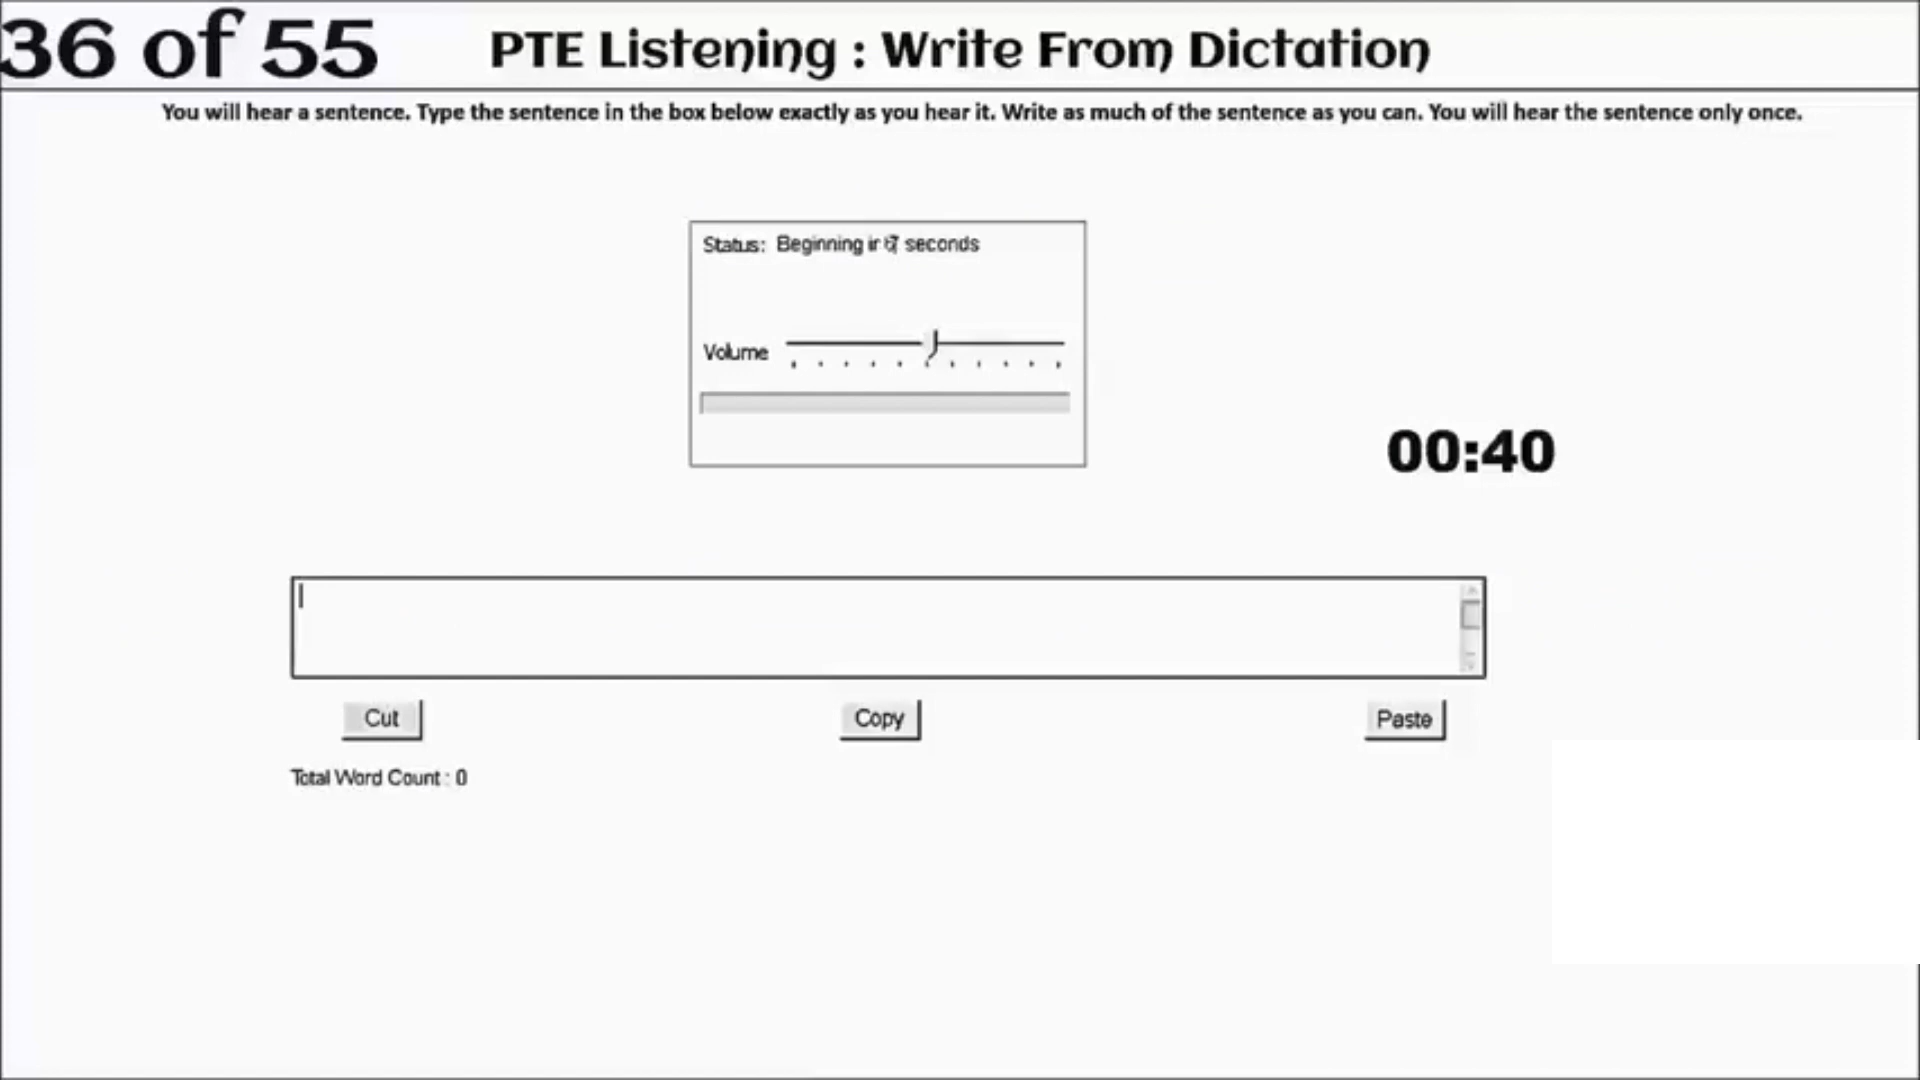 36 of 55
PTE Listening : Write From Dictation
You will hear a sentence. Type the sentence in the box below exactly as you hear it. Write as much of the sentence as you can. You will hear the sentence only once.
Status: Beginning in seconds
Volume
00:40
Cut Copy Paste
Total Word Count : 0